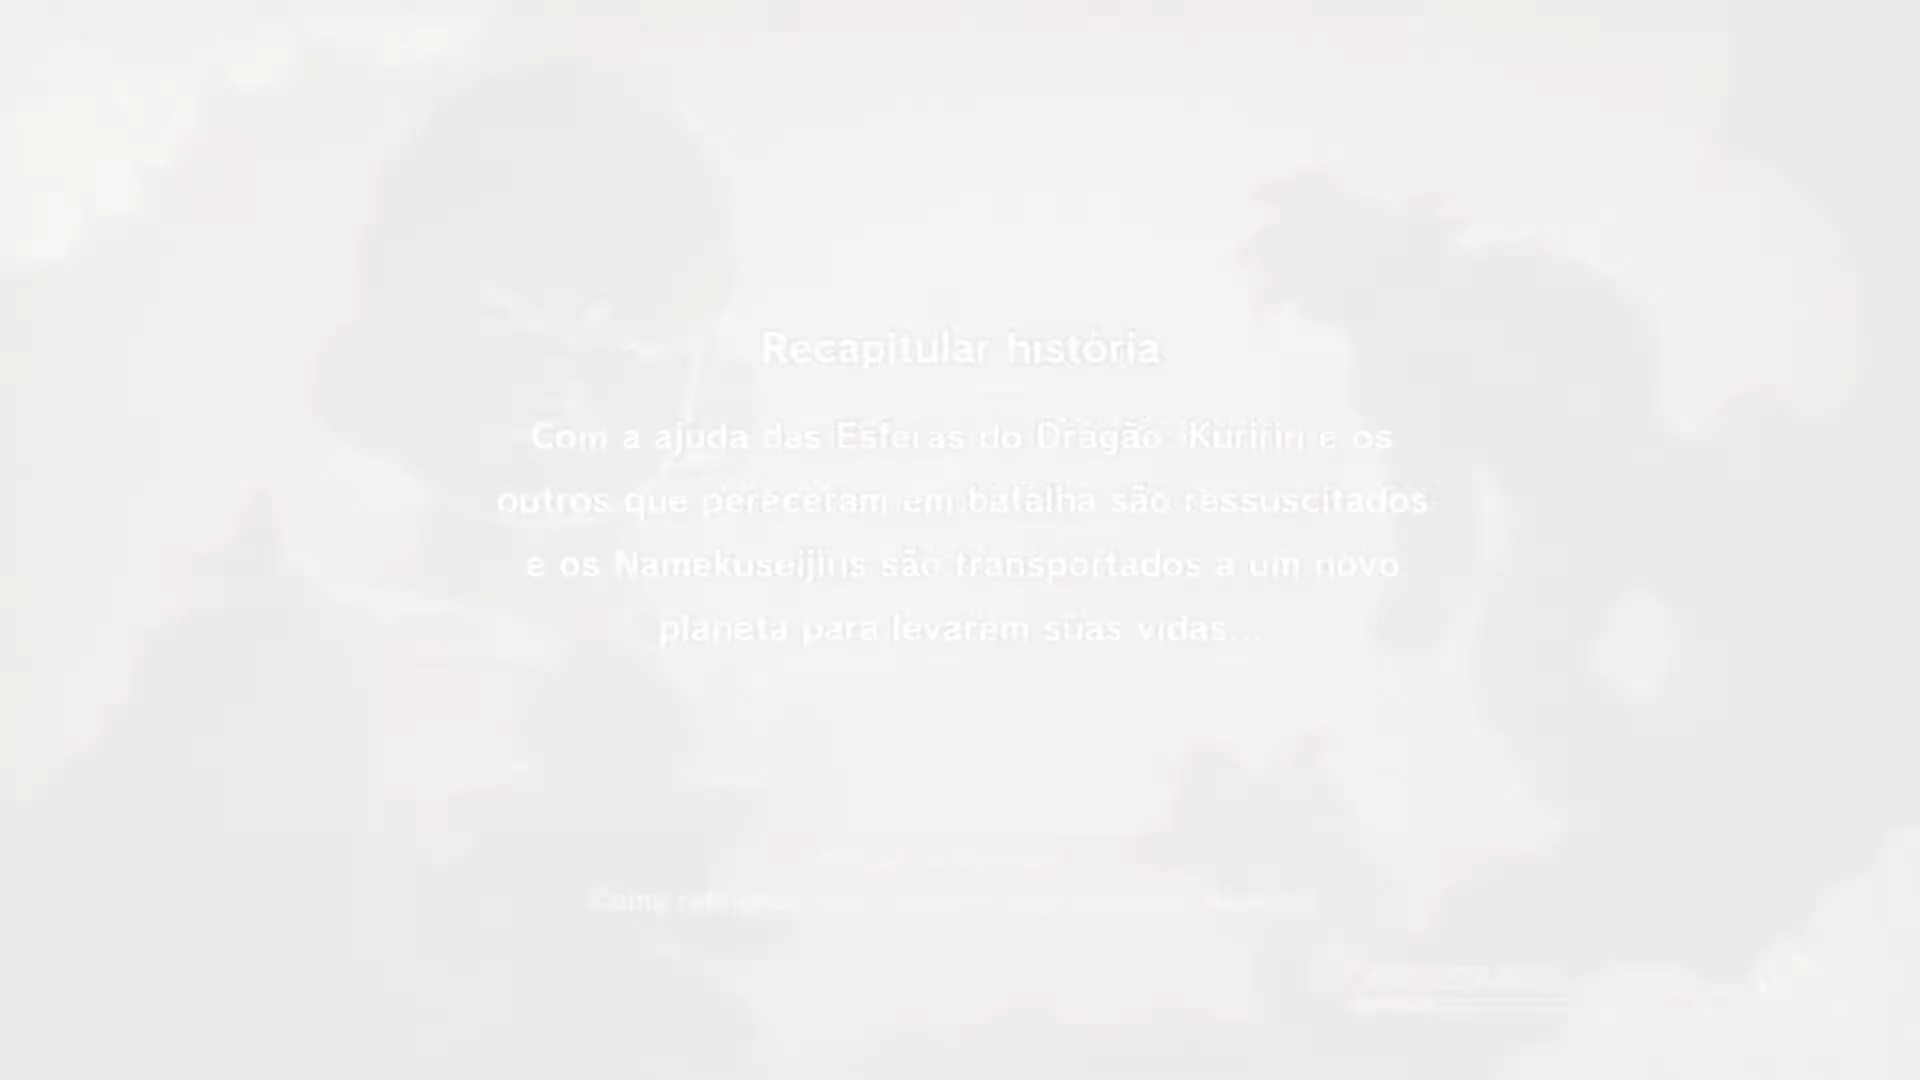 Recapitular história
Com a ajuda das Esferas do Dragão, Kuririn e os
outros que pereceram em batalha são ressuscitados
e os Namekuseijins são transportados a um novo
planeta para levarem suas vidas...
Como